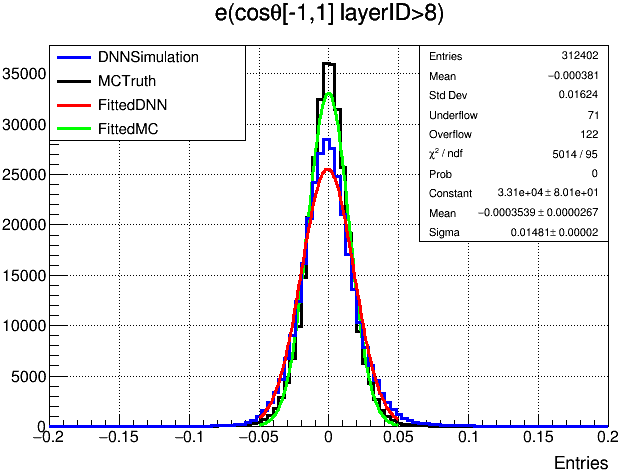 e(cosθ[-1,1] layerID>8)
DNNSimulation
MCTruth
FittedDNN
FittedMC
Entries 312402
Mean −0.000381
Std Dev 0.01624
Underflow 71
Overflow 122
χ² / ndf 5014 / 95
Prob 0
Constant 3.31e+04 ± 8.01e+01
Mean −0.0003539 ± 0.0000267
Sigma 0.01481 ± 0.00002
35000
30000
25000
20000
15000
10000
5000
0
−0.2 −0.15 −0.1 −0.05 0 0.05 0.1 0.15 0.2
Entries